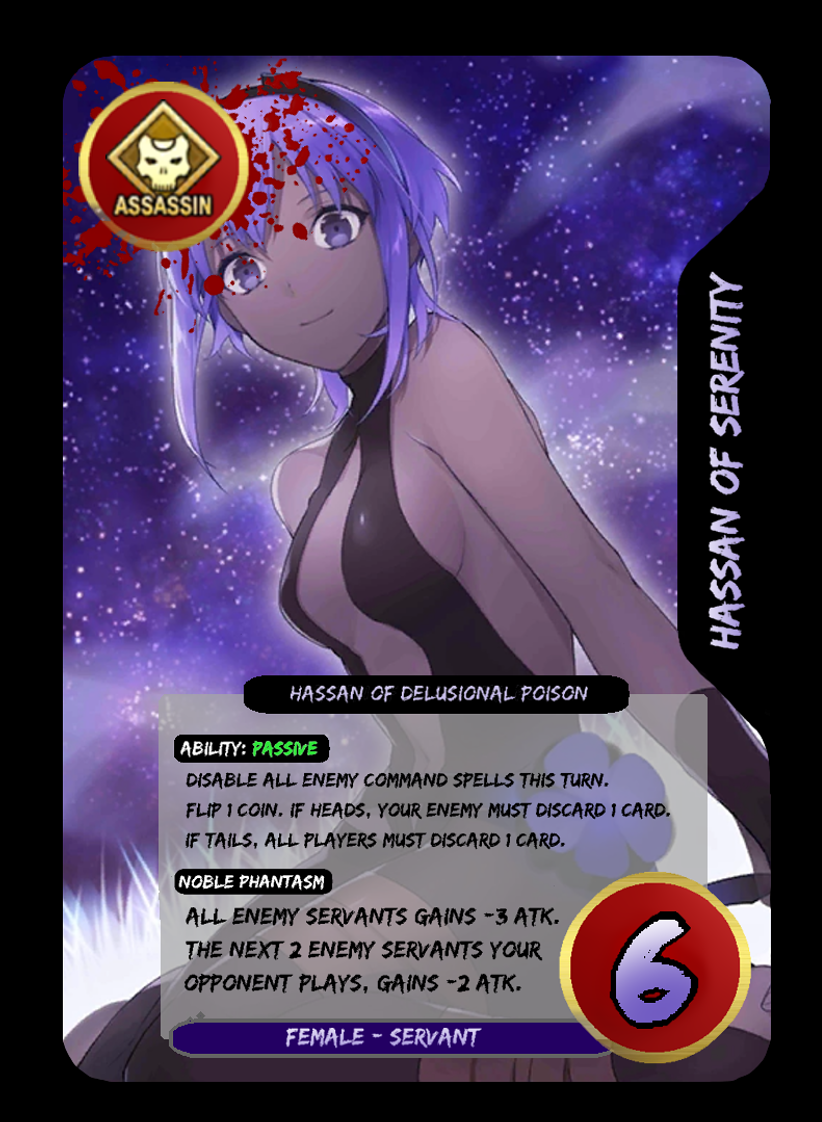 ASSASSIN
HASSAN OF SERENITY
HASSAN OF DELUSIONAL POISON
ABILITY: PASSIVE
DISABLE ALL ENEMY COMMAND SPELLS THIS TURN.
FLIP 1 COIN. IF HEADS, YOUR ENEMY MUST DISCARD 1 CARD.
IF TAILS, ALL PLAYERS MUST DISCARD 1 CARD.
NOBLE PHANTASM
ALL ENEMY SERVANTS GAINS -3 ATK.
THE NEXT 2 ENEMY SERVANTS YOUR
OPPONENT PLAYS, GAINS -2 ATK.
6
FEMALE - SERVANT